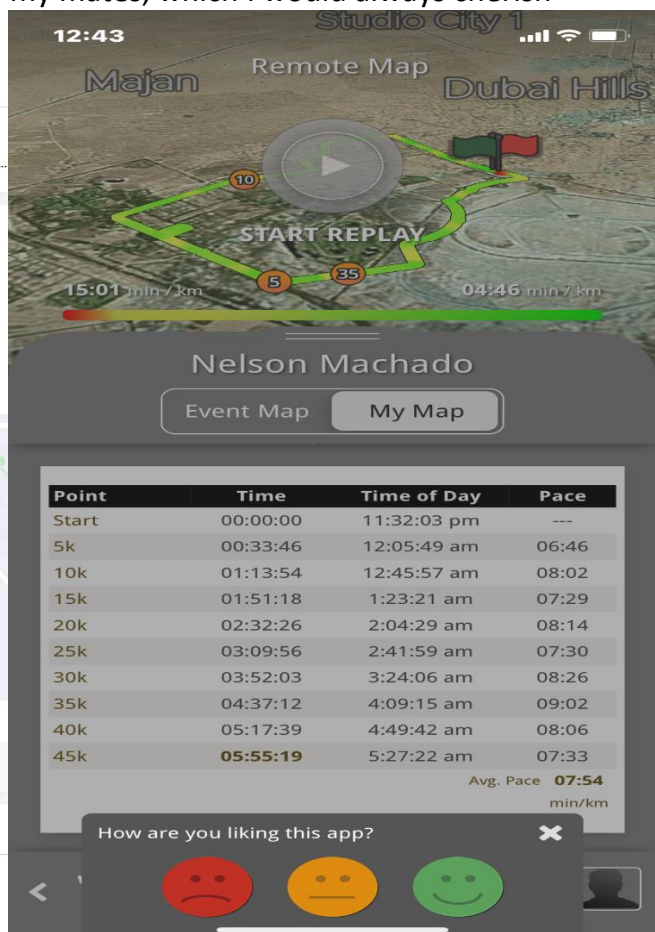 my mates, which I would always cherish
Studio City 1
12:43
Remote Map
Majan
Dubai Hills
10
START REPLAY
5
35
15:01 min / km
04:46 min / km
Nelson Machado
Event Map My Map
Point Time Time of Day Pace
Start 00:00:00 11:32:03 pm ---
5k 00:33:46 12:05:49 am 06:46
10k 01:13:54 12:45:57 am 08:02
15k 01:51:18 1:23:21 am 07:29
20k 02:32:26 2:04:29 am 08:14
25k 03:09:56 2:41:59 am 07:30
30k 03:52:03 3:24:06 am 08:26
35k 04:37:12 4:09:15 am 09:02
40k 05:17:39 4:49:42 am 08:06
45k 05:55:19 5:27:22 am 07:33
Avg. Pace 07:54
min/km
How are you liking this app?